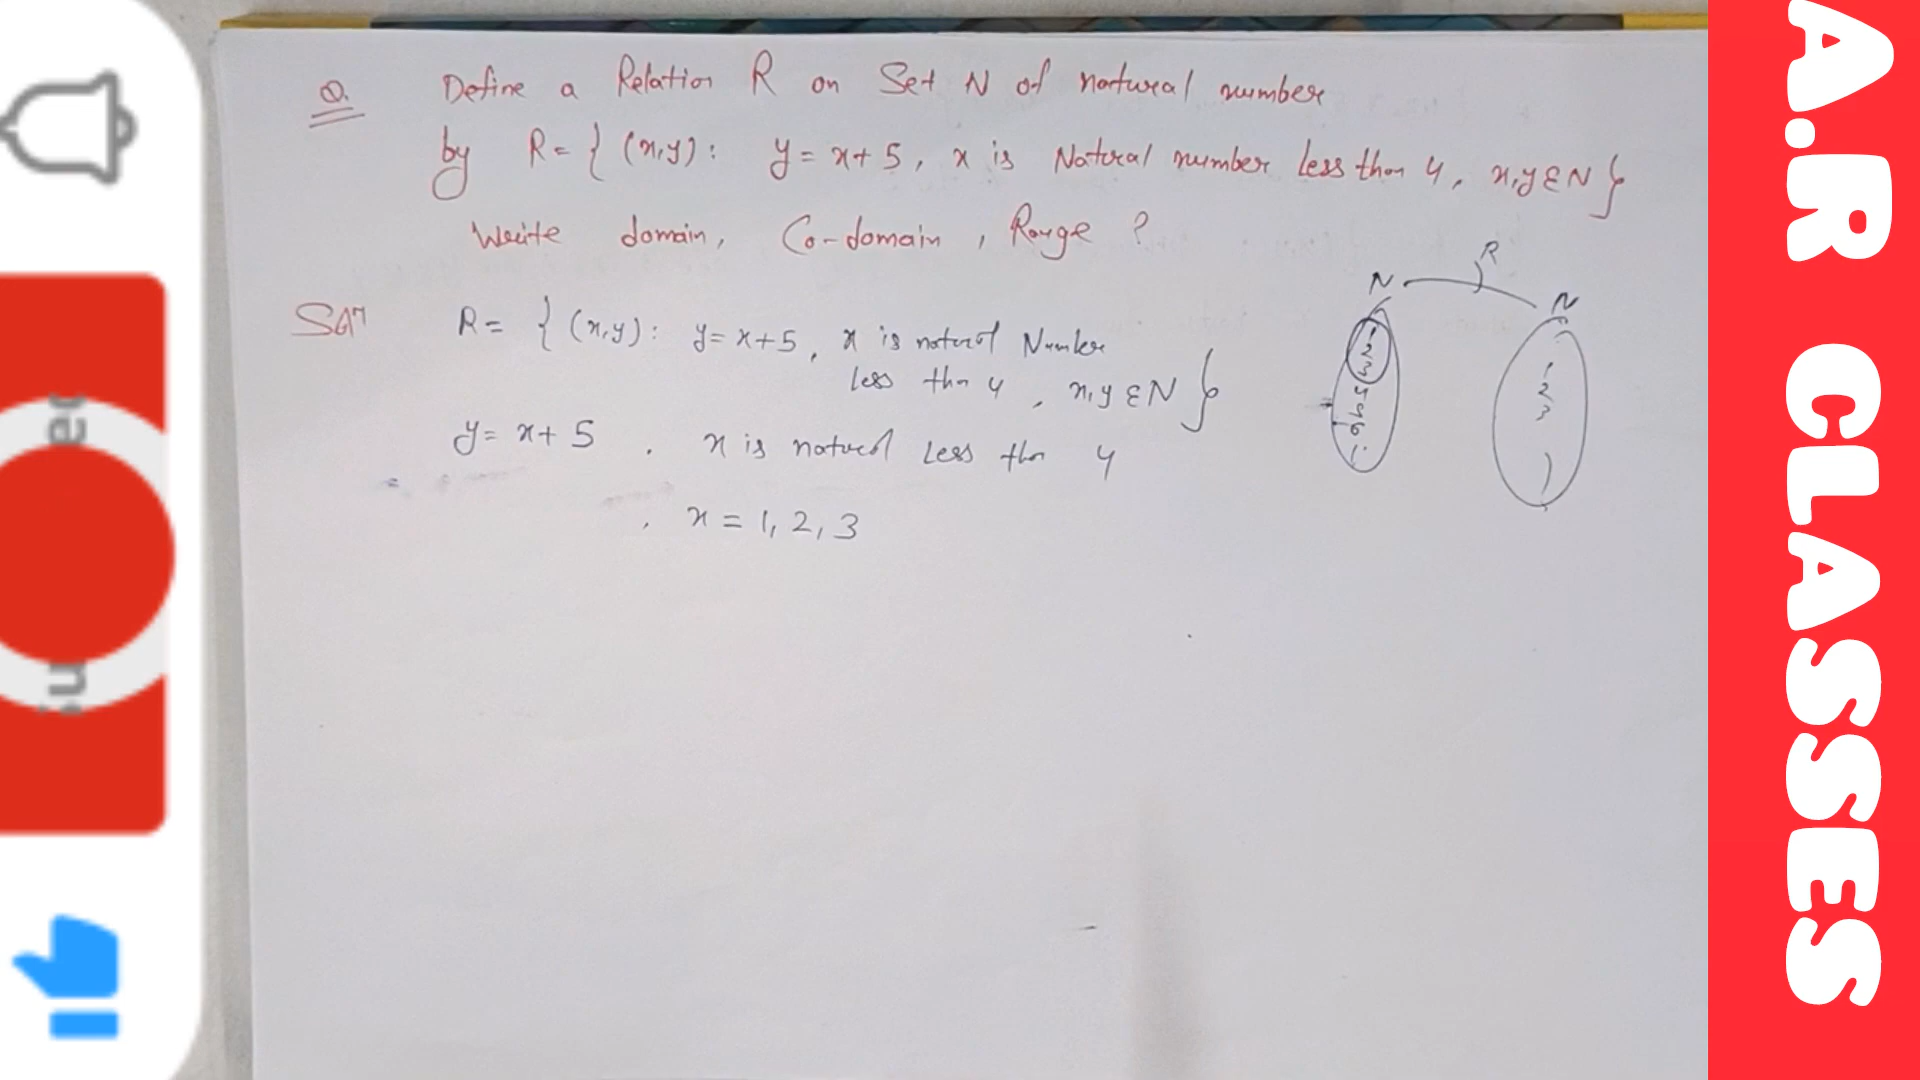 Q. Define a Relation R on Set N of natural number
by R = { (x,y) : y = x + 5, x is Natural number less than 4, x,y ∈ N }
Write domain, Co-domain, Range ?
Solⁿ R = { (x,y) : y = x + 5, x is natural Number
less than 4, x,y ∈ N }
y = x + 5 . x is natural less than 4
. x = 1, 2, 3
R
N N
1
2
3
4
5
6
1
2
3
A.R CLASSES